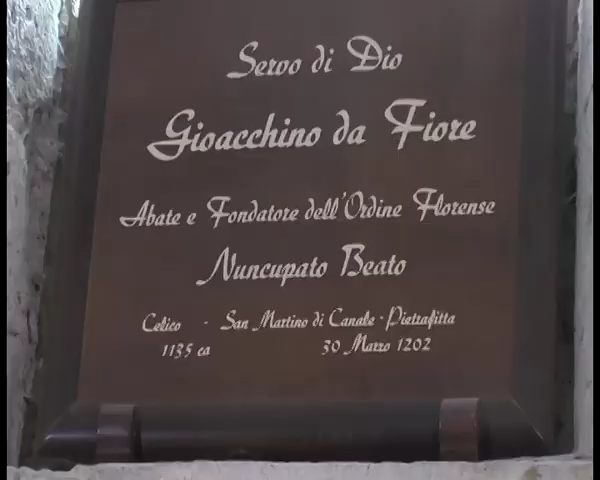 Servo di Dio
Gioacchino da Fiore
Abate e Fondatore dell'Ordine Florense
Nuncupato Beato
Celico - San Martino di Canale - Pietrafitta
1135 ca 30 Marzo 1202